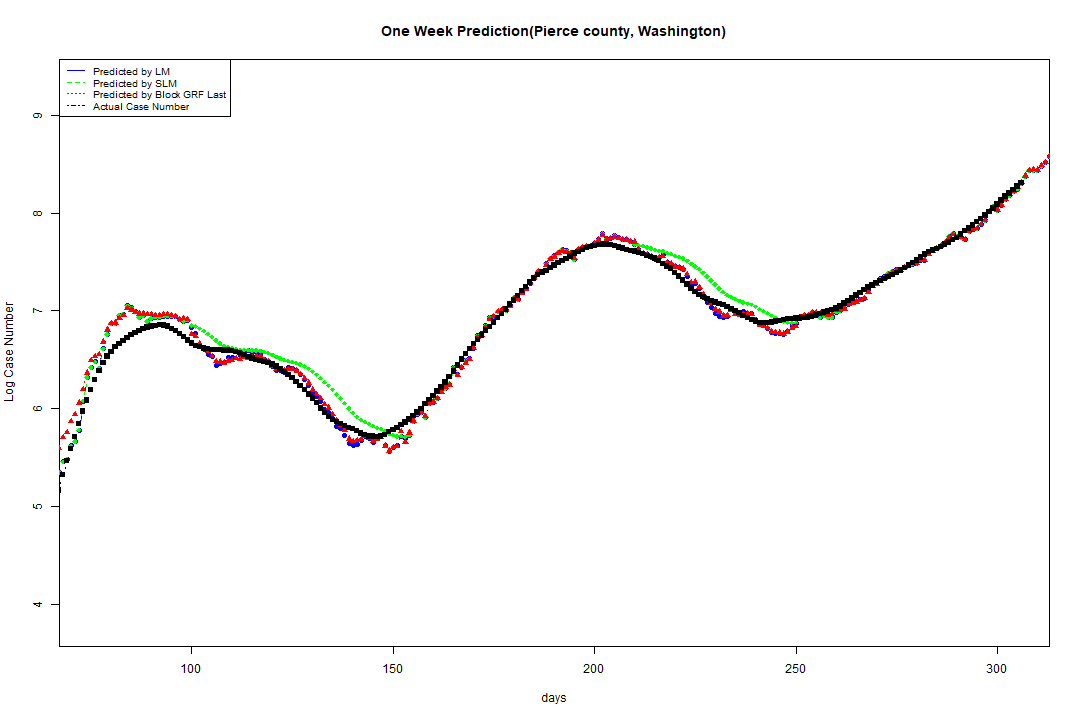 One Week Prediction(Pierce county, Washington)
Predicted by LM
Predicted by SLM
Predicted by Block GRF Last
Actual Case Number
9
8
7
6
5
4
Log Case Number
100 150 200 250 300
days